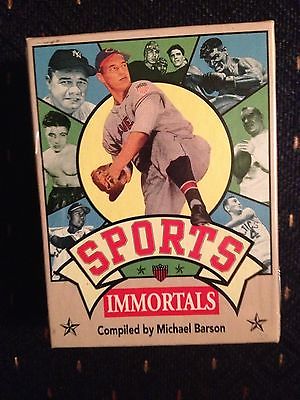 SPORTS
IMMORTALS
Compiled by Michael Barson